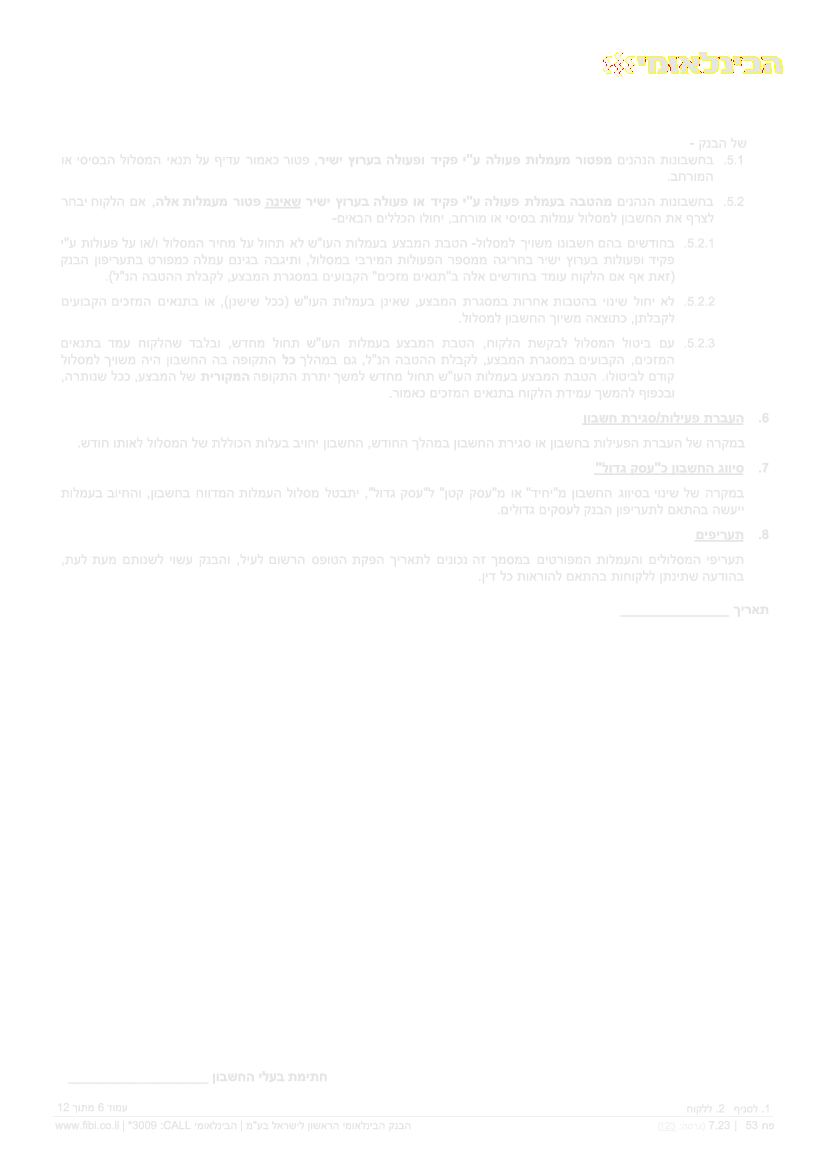 הבינלאומי
של הבנק -
5.1. בחשבונות הנהנים מפטור מעמלות פעולה ע"י פקיד ופעולה בערוץ ישיר, פטור כאמור עדיף על תנאי המסלול הבסיסי או
המורחב.
5.2. בחשבונות הנהנים מהטבה בעמלת פעולה ע"י פקיד או פעולה בערוץ ישיר שאינה פטור מעמלות אלה, אם הלקוח יבחר
לצרף את החשבון למסלול עמלות בסיסי או מורחב, יחולו הכללים הבאים-
5.2.1. בחודשים בהם חשבונו משויך למסלול- הטבת המבצע בעמלות העו"ש לא תחול על מחיר המסלול ו/או על פעולות ע"י
פקיד ופעולות בערוץ ישיר בחריגה ממספר הפעולות המירבי במסלול, ותיגבה בגינם עמלה כמפורט בתעריפון הבנק
(זאת אף אם הלקוח עומד בחודשים אלה ב"תנאים מזכים" הקבועים במסגרת המבצע, לקבלת ההטבה הנ"ל).
5.2.2. לא יחול שינוי בהטבות אחרות במסגרת המבצע, שאינן בעמלות העו"ש (ככל שישנן), או בתנאים המזכים הקבועים
לקבלתן, כתוצאה משיוך החשבון למסלול.
5.2.3. עם ביטול המסלול לבקשת הלקוח, הטבת המבצע בעמלות העו"ש תחול מחדש, ובלבד שהלקוח עמד בתנאים
המזכים, הקבועים במסגרת המבצע, לקבלת ההטבה הנ"ל, גם במהלך כל התקופה בה החשבון היה משויך למסלול
קודם לביטולו. הטבת המבצע בעמלות העו"ש תחול מחדש למשך יתרת התקופה המקורית של המבצע, ככל שנותרה,
ובכפוף להמשך עמידת הלקוח בתנאים המזכים כאמור.
6. העברת פעילות/סגירת חשבון
במקרה של העברת הפעילות בחשבון או סגירת החשבון במהלך החודש, החשבון יחויב בעלות הכוללת של המסלול לאותו חודש.
7. סיווג החשבון כ"עסק גדול"
במקרה של שינוי בסיווג החשבון מ"יחיד" או מ"עסק קטן" ל"עסק גדול", יתבטל מסלול העמלות המדווח בחשבון, והחיוב בעמלות
ייעשה בהתאם לתעריפון הבנק לעסקים גדולים.
8. תעריפים
תעריפי המסלולים והעמלות המפורטים במסמך זה נכונים לתאריך הפקת הטופס הרשום לעיל, והבנק עשוי לשנותם מעת לעת,
בהודעה שתינתן ללקוחות בהתאם להוראות כל דין.
תאריך ________________
חתימת בעלי החשבון ____________________
1. לסניף 2. ללקוח עמוד 6 מתוך 12
פח 53 | 7.23 הבנק הבינלאומי הראשון לישראל בע"מ | הבינלאומי CALL: 3009* | www.fibi.co.il